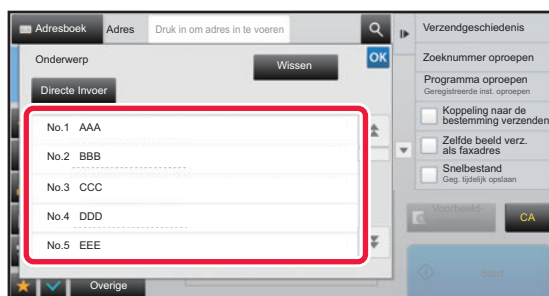 Adresboek Adres Druk in om adres in te voeren
Onderwerp Wissen OK
Directe Invoer
No.1 AAA
No.2 BBB
No.3 CCC
No.4 DDD
No.5 EEE
Overige
Verzendgeschiedenis
Zoeknummer oproepen
Programma oproepen
Geregistreerde inst. oproepen
Koppeling naar de
bestemming verzenden
Zelfde beeld verz.
als faxadres
Snelbestand
Geg. tijdelijk opslaan
Voorbeeld-
CA
Start